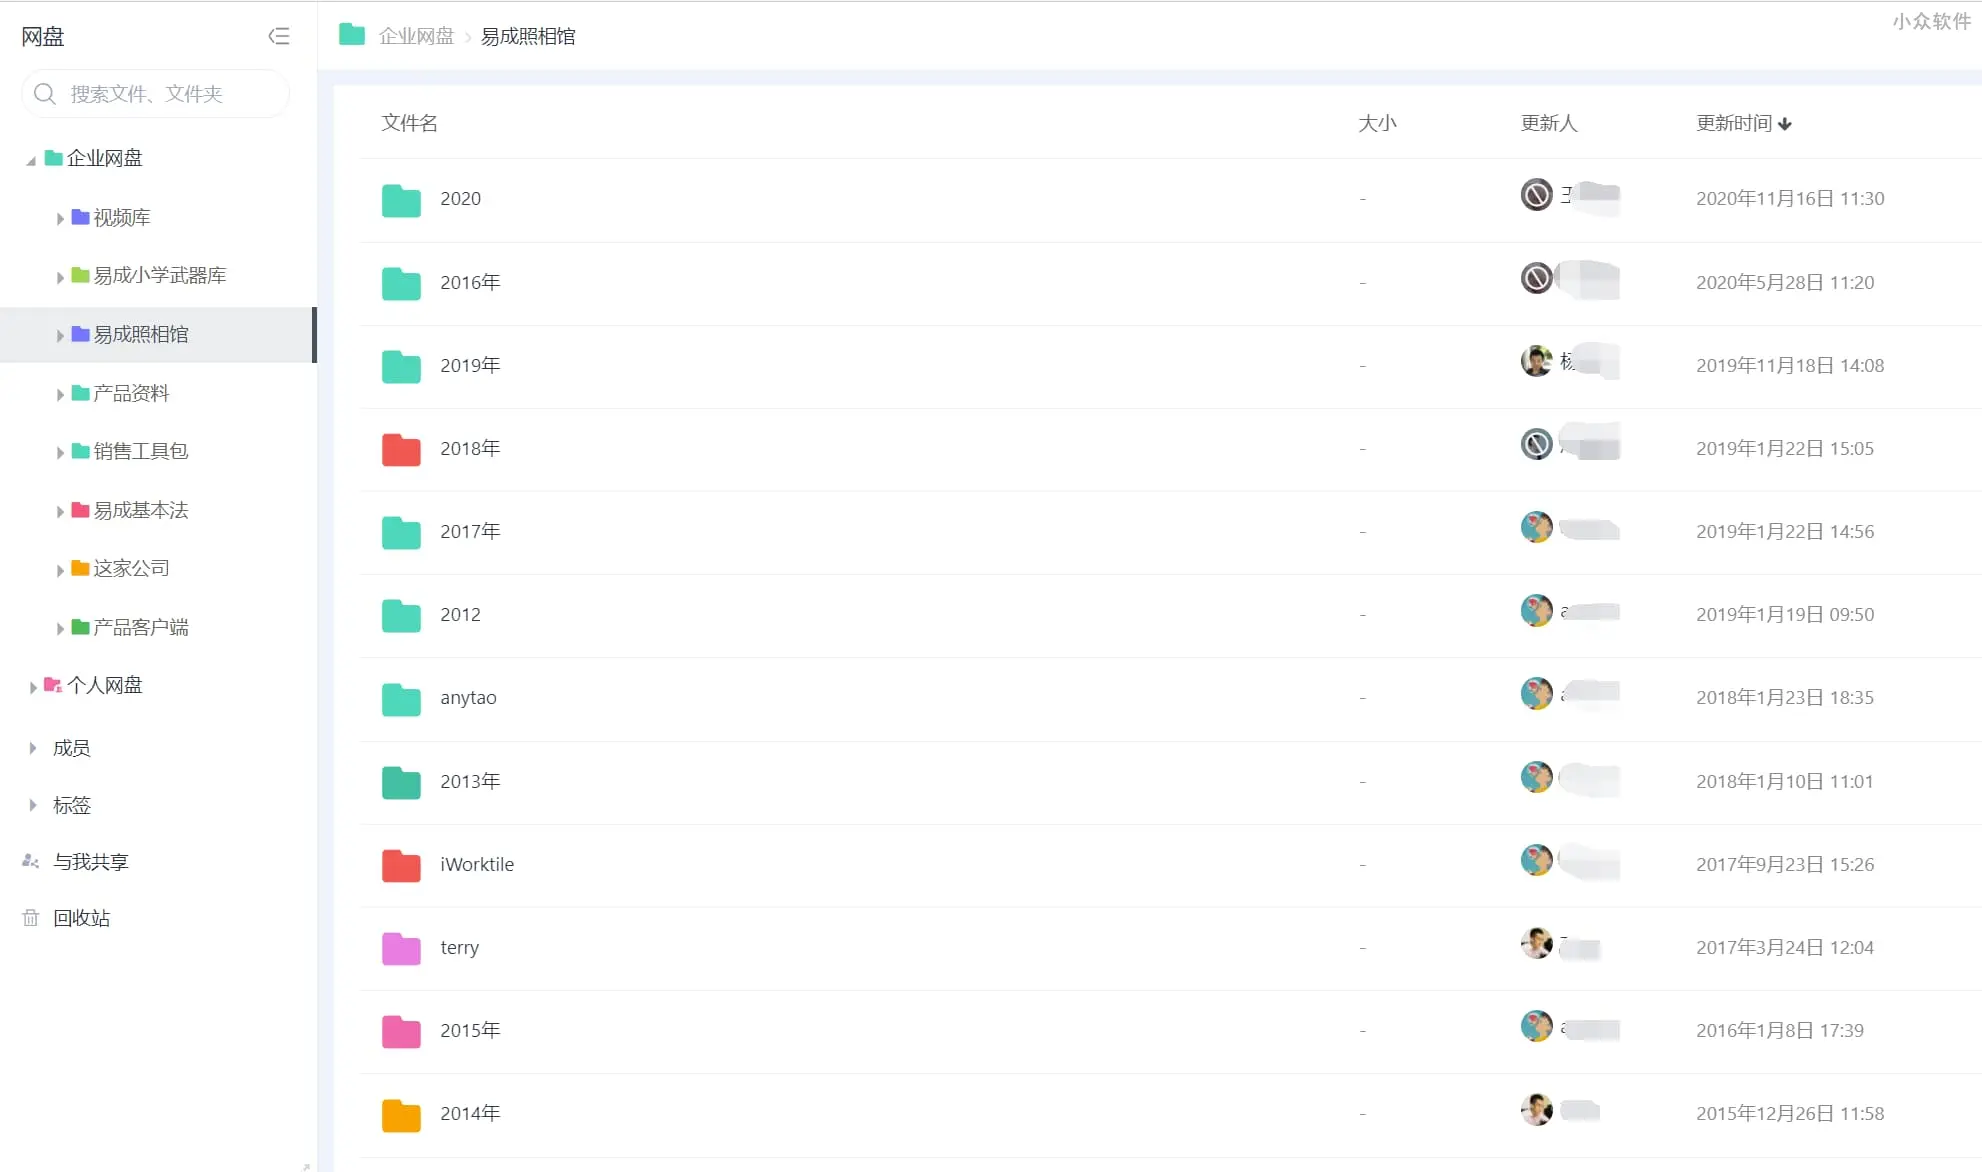 网盘
搜索文件、文件夹
企业网盘
视频库
易成小学武器库
易成照相馆
产品资料
销售工具包
易成基本法
这家公司
产品客户端
个人网盘
成员
标签
与我共享
回收站
企业网盘 > 易成照相馆
小众软件
文件名 大小 更新人 更新时间
2020 - 2020年11月16日 11:30
2016年 - 2020年5月28日 11:20
2019年 - 2019年11月18日 14:08
2018年 - 2019年1月22日 15:05
2017年 - 2019年1月22日 14:56
2012 - 2019年1月19日 09:50
anytao - 2018年1月23日 18:35
2013年 - 2018年1月10日 11:01
iWorktile - 2017年9月23日 15:26
terry - 2017年3月24日 12:04
2015年 - 2016年1月8日 17:39
2014年 - 2015年12月26日 11:58